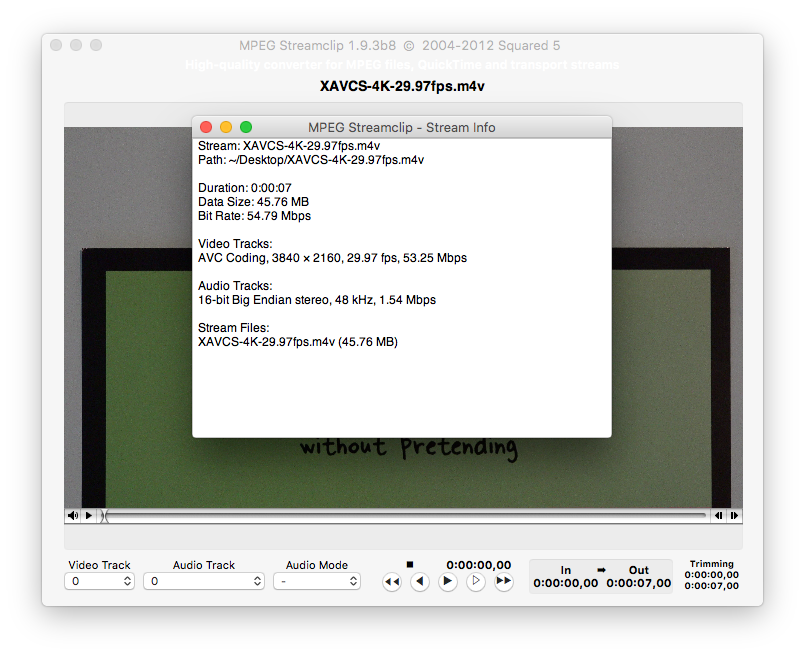 MPEG Streamclip 1.9.3b8 © 2004-2012 Squared 5
High-quality converter for MPEG files, QuickTime and transport streams
XAVCS-4K-29.97fps.m4v
MPEG Streamclip - Stream Info
Stream: XAVCS-4K-29.97fps.m4v
Path: ~/Desktop/XAVCS-4K-29.97fps.m4v
Duration: 0:00:07
Data Size: 45.76 MB
Bit Rate: 54.79 Mbps
Video Tracks:
AVC Coding, 3840 × 2160, 29.97 fps, 53.25 Mbps
Audio Tracks:
16-bit Big Endian stereo, 48 kHz, 1.54 Mbps
Stream Files:
XAVCS-4K-29.97fps.m4v (45.76 MB)
without Pretending
Video Track Audio Track Audio Mode 0:00:00,00
0 0 -
In ➡ Out
0:00:00,00 0:00:07,00
Trimming
0:00:00,00
0:00:07,00